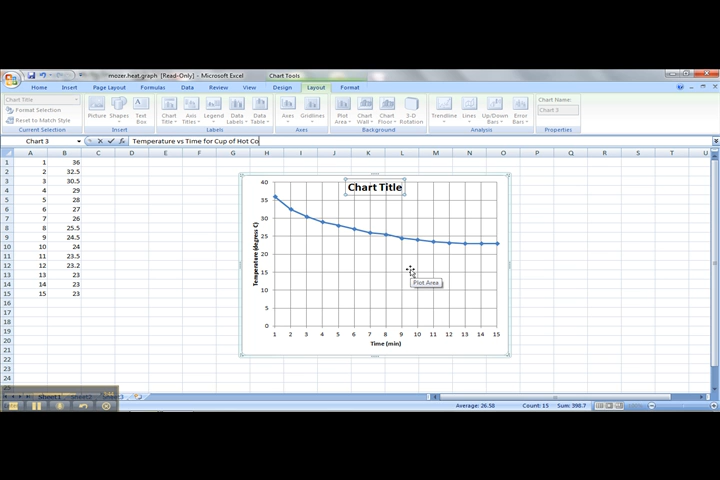 mozer.heat.graph [Read-Only] - Microsoft Excel
Chart Tools
Home Insert Page Layout Formulas Data Review View Design Layout Format
Chart Title
Format Selection
Reset to Match Style
Current Selection
Picture Shapes Text Box
Insert
Chart Title Axis Titles Legend Data Labels Data Table
Labels
Axes Gridlines
Axes
Plot Area Chart Wall Chart Floor 3-D Rotation
Background
Trendline Lines Up/Down Bars Error Bars
Analysis
Chart Name:
Chart 3
Properties
Chart 3
Temperature vs Time for Cup of Hot Co
A B C D E F G H I J K L M N O P Q R S T U
1 1 36
2 2 32.5
3 3 30.5
4 4 29
5 5 28
6 6 27
7 7 26
8 8 25.5
9 9 24.5
10 10 24
11 11 23.5
12 12 23.2
13 13 23
14 14 23
15 15 23
16
17
18
19
20
21
22
23
24
Chart Title
40
35
30
25
20
15
10
5
0
Temperature (degress C)
1 2 3 4 5 6 7 8 9 10 11 12 13 14 15
Time (min)
Plot Area
Sheet1 Sheet2 Sheet3
Average: 26.58 Count: 15 Sum: 398.7